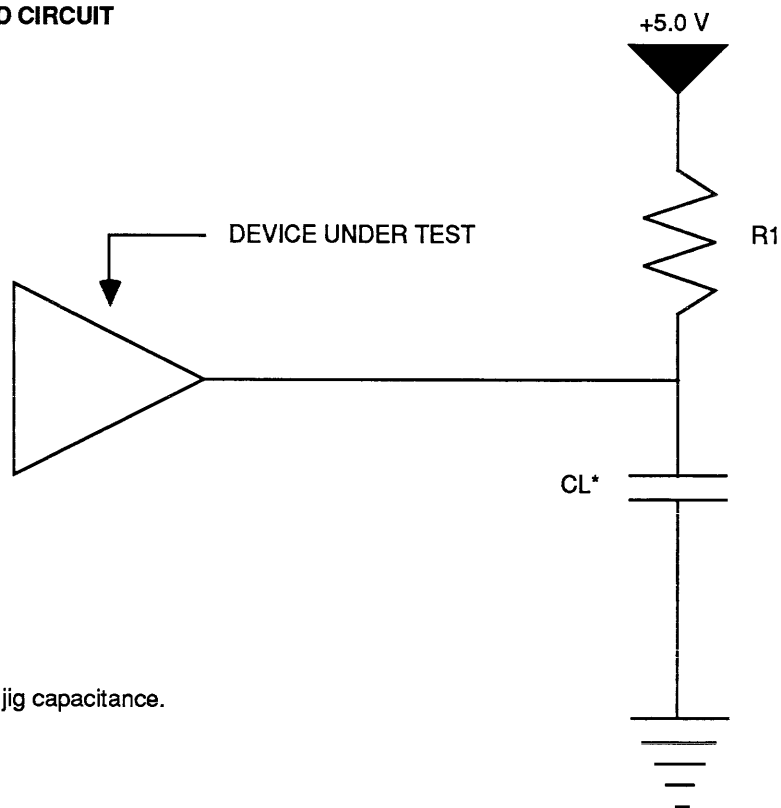 D CIRCUIT
+5.0 V
DEVICE UNDER TEST
R1
CL*
jig capacitance.